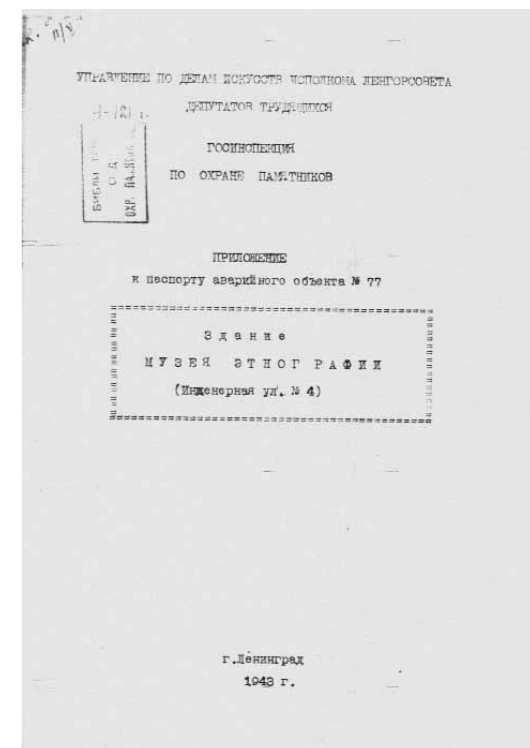 УПРАВЛЕНИЕ ПО ДЕЛАМ ИСКУССТВ ИСПОЛКОМА ЛЕНГОРСОВЕТА
ДЕПУТАТОВ ТРУДЯЩИХСЯ
Н-121 г.
ГОСИНСПЕКЦИЯ
ПО ОХРАНЕ ПАМЯТНИКОВ
ПРИЛОЖЕНИЕ
к паспорту аварийного объекта № 77
Здание
МУЗЕЯ ЭТНОГРАФИИ
(Инженерная ул. № 4)
г.Ленинград
1943 г.